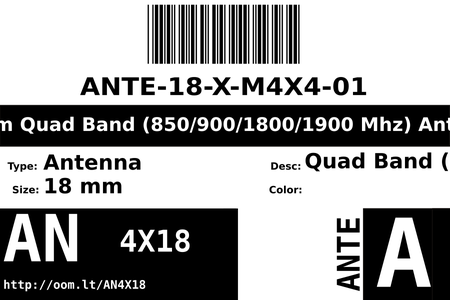 ANTE-18-X-M4X4-01
m Quad Band (850/900/1800/1900 Mhz) Ant
Type: Antenna
Desc: Quad Band (
Size: 18 mm
Color:
AN
4X18
http://oom.lt/AN4X18
ANTE
A